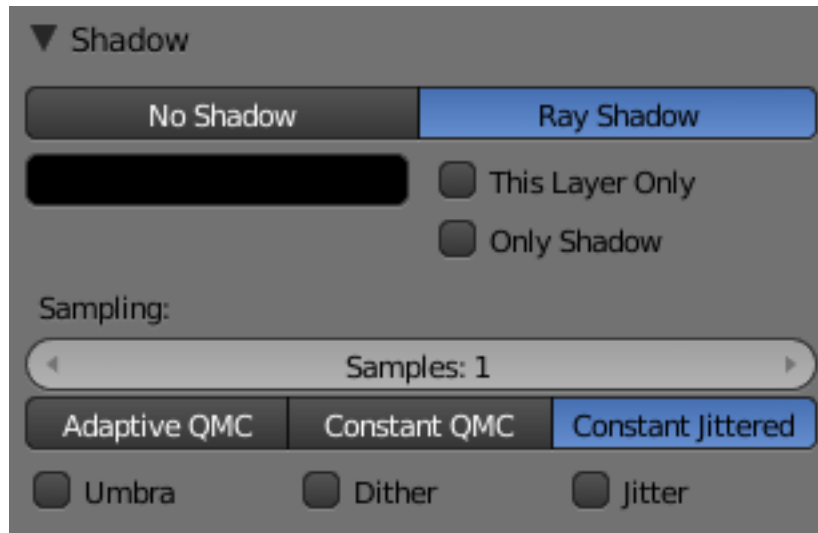 Shadow
No Shadow Ray Shadow
This Layer Only
Only Shadow
Sampling:
Samples: 1
Adaptive QMC Constant QMC Constant Jittered
Umbra Dither Jitter